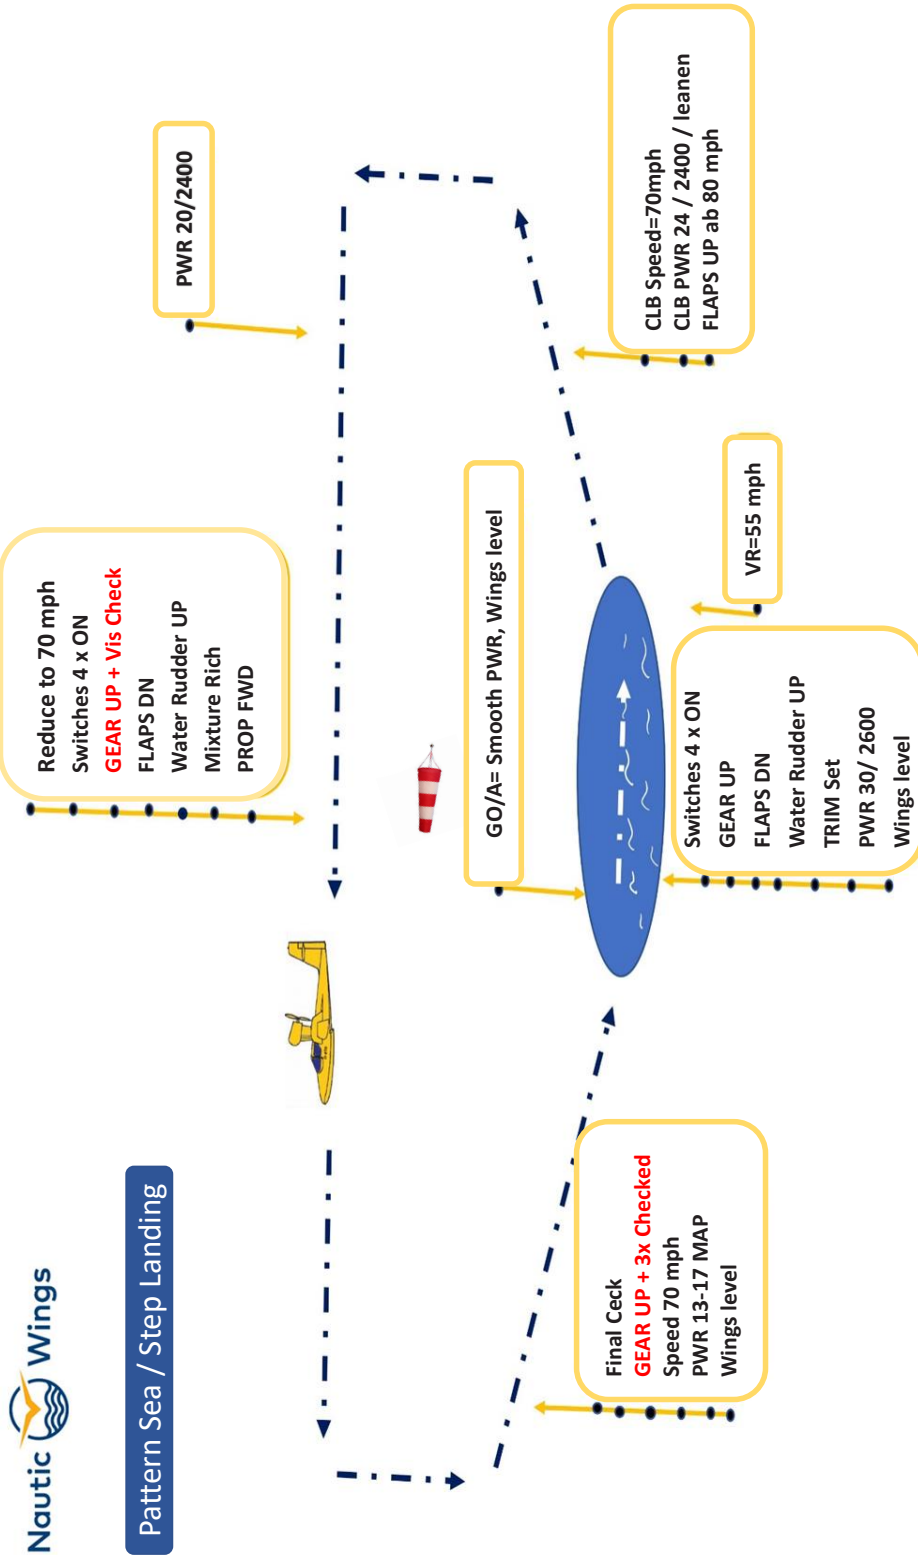 Nautic Wings
Pattern Sea / Step Landing
Reduce to 70 mph
Switches 4 x ON
GEAR UP + Vis Check
FLAPS DN
Water Rudder UP
Mixture Rich
PROP FWD
PWR 20/2400
GO/A= Smooth PWR, Wings level
Final Ceck
GEAR UP + 3x Checked
Speed 70 mph
PWR 13-17 MAP
Wings level
Switches 4 x ON
GEAR UP
FLAPS DN
Water Rudder UP
TRIM Set
PWR 30/ 2600
Wings level
VR=55 mph
CLB Speed=70mph
CLB PWR 24 / 2400 / leanen
FLAPS UP ab 80 mph